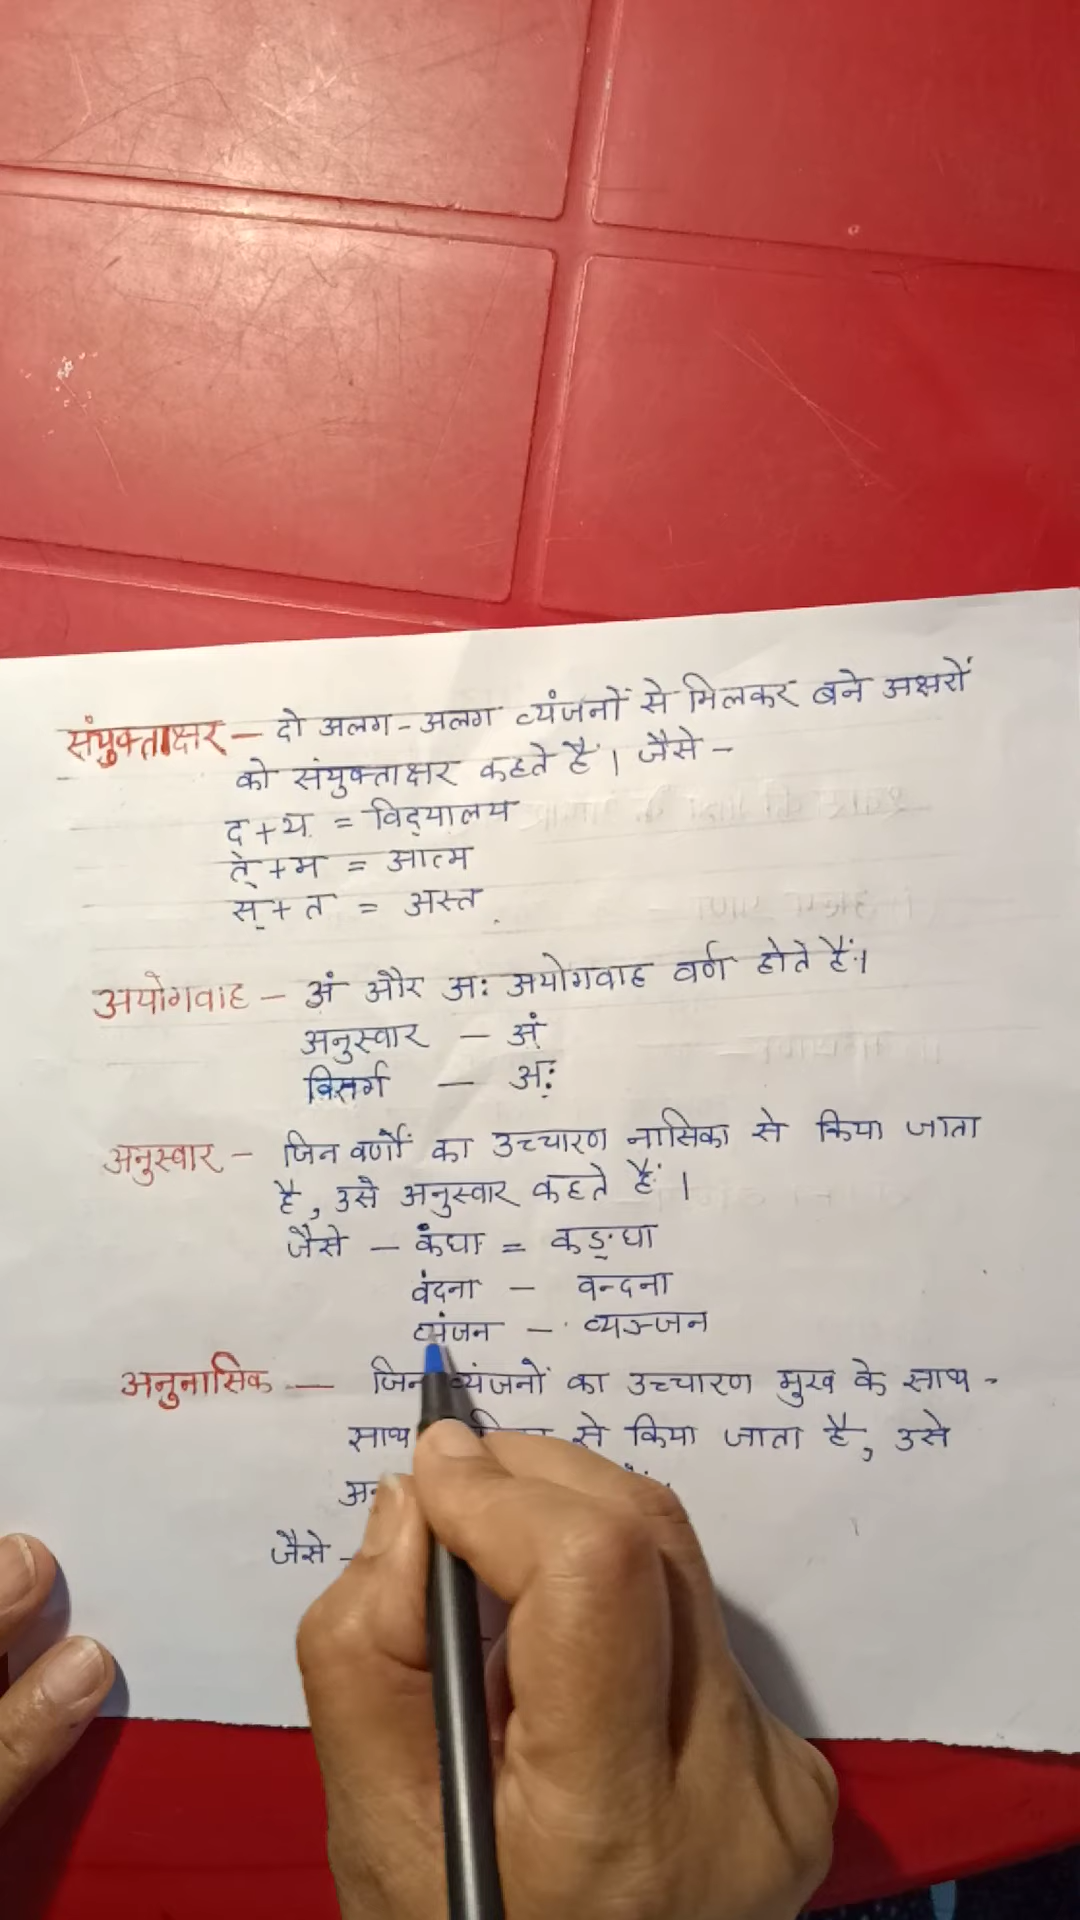 संयुक्ताक्षर – दो अलग-अलग व्यंजनों से मिलकर बने अक्षरों
को संयुक्ताक्षर कहते हैं। जैसे –
द्+य = विद्यालय
त्+म = आत्म
स्+त = अस्त
अयोगवाह – अं और अः अयोगवाह वर्ण होते हैं।
अनुस्वार – अं
विसर्ग – अः
अनुस्वार – जिन वर्णों का उच्चारण नासिका से किया जाता
है, उसे अनुस्वार कहते हैं।
जैसे – कंघा = कङ्घा
वंदना – वन्दना
व्यंजन – व्यञ्जन
अनुनासिक – जिन व्यंजनों का उच्चारण मुख के साथ-
साथ से किया जाता है, उसे
जैसे –